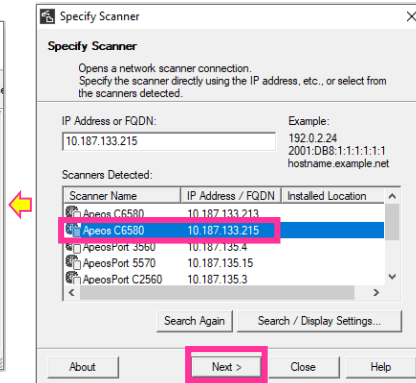 Specify Scanner
Specify Scanner
Opens a network scanner connection.
Specify the scanner directly using the IP address, etc., or select from
the scanners detected.
IP Address or FQDN:
Example:
10.187.133.215
192.0.2.24
2001:DB8:1:1:1:1:1:1
hostname.example.net
Scanners Detected:
Scanner Name IP Address / FQDN Installed Location
Apeos C6580 10.187.133.213
Apeos C6580 10.187.133.215
ApeosPort 3560 10.187.135.4
ApeosPort 5570 10.187.135.15
ApeosPort C2560 10.187.135.3
Search Again Search / Display Settings...
About Next > Close Help